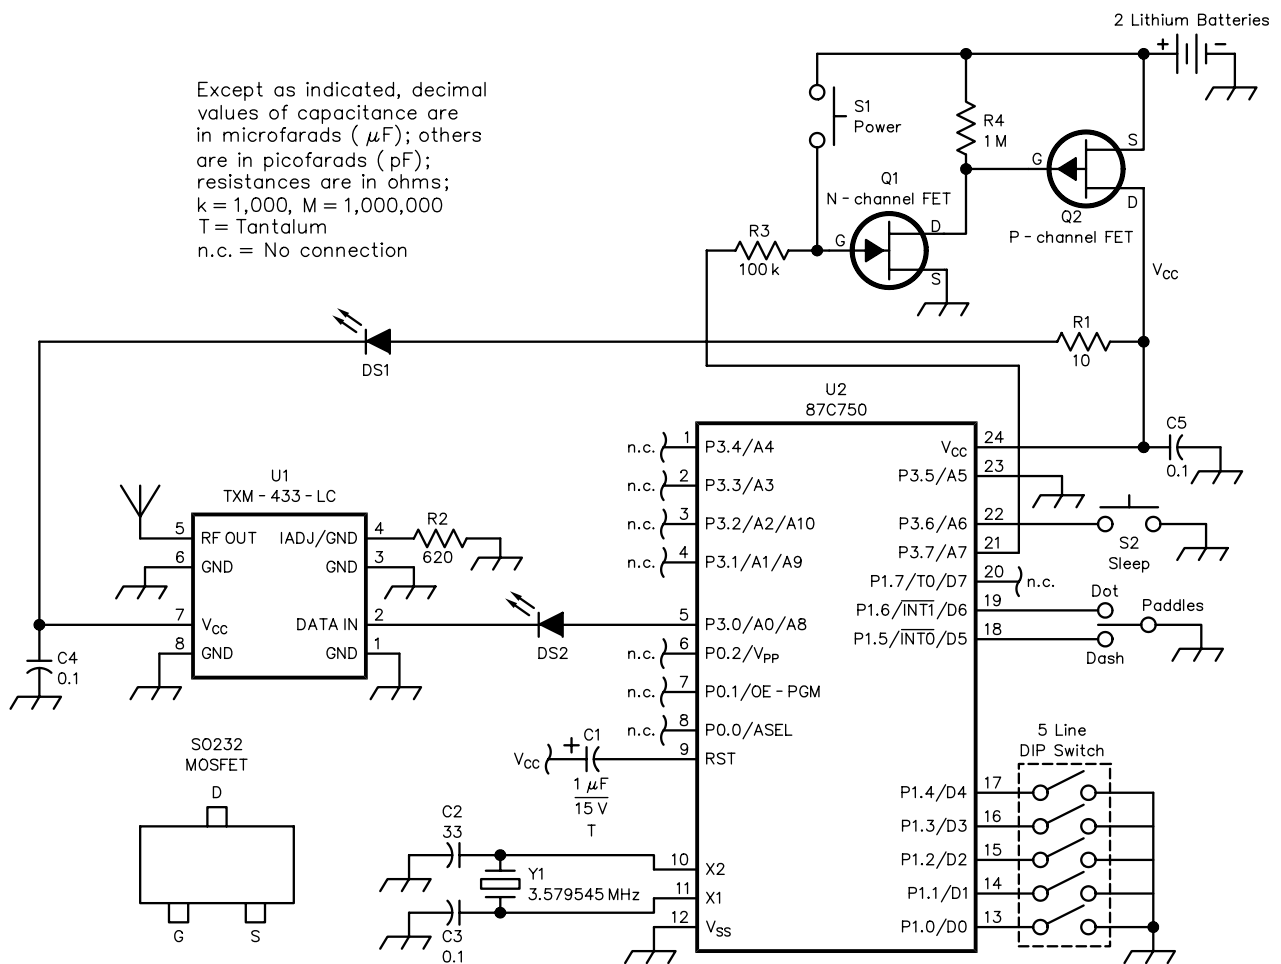 2 Lithium Batteries
+
−
Except as indicated, decimal
values of capacitance are
in microfarads ( μF); others
are in picofarads ( pF);
resistances are in ohms;
k = 1,000, M = 1,000,000
T = Tantalum
n.c. = No connection
S1
Power
R4
1 M
Q1
N - channel FET
G
D
S
G
S
D
Q2
P - channel FET
R3
100 k
VCC
R1
10
DS1
U2
87C750
C5
0.1
U1
TXM - 433 - LC
5 RF OUT
6 GND
7 VCC
8 GND
IADJ/GND 4
GND 3
DATA IN 2
GND 1
R2
620
C4
0.1
DS2
n.c. 1 P3.4/A4
n.c. 2 P3.3/A3
n.c. 3 P3.2/A2/A10
n.c. 4 P3.1/A1/A9
5 P3.0/A0/A8
n.c. 6 P0.2/VPP
n.c. 7 P0.1/OE - PGM
n.c. 8 P0.0/ASEL
9 RST
10 X2
11 X1
12 VSS
VCC 24
P3.5/A5 23
P3.6/A6 22
P3.7/A7 21
P1.7/T0/D7 20 n.c.
P1.6/INT1/D6 19
P1.5/INT0/D5 18
P1.4/D4 17
P1.3/D3 16
P1.2/D2 15
P1.1/D1 14
P1.0/D0 13
S2
Sleep
Dot
Paddles
Dash
5 Line
DIP Switch
VCC
+
C1
1 μF
15 V
T
C2
33
Y1
3.579545 MHz
C3
0.1
SO232
MOSFET
D
G
S